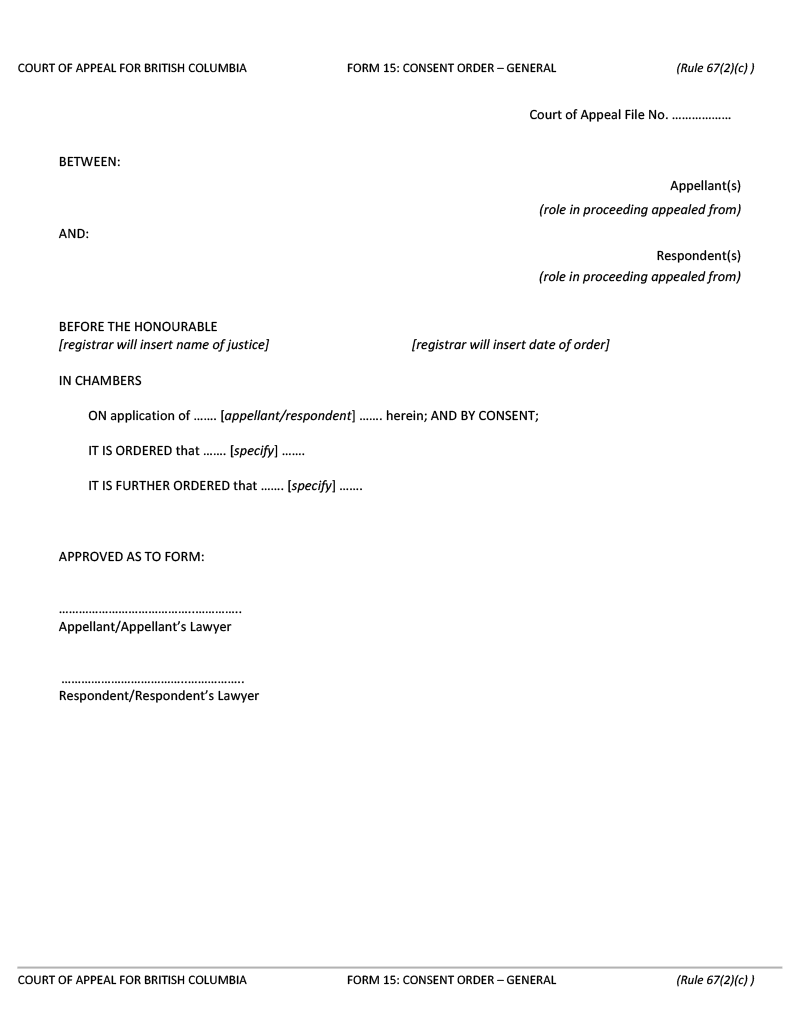 COURT OF APPEAL FOR BRITISH COLUMBIA FORM 15: CONSENT ORDER – GENERAL (Rule 67(2)(c) )
Court of Appeal File No. ………………
BETWEEN:
Appellant(s)
(role in proceeding appealed from)
AND:
Respondent(s)
(role in proceeding appealed from)
BEFORE THE HONOURABLE
[registrar will insert name of justice] [registrar will insert date of order]
IN CHAMBERS
ON application of ……. [appellant/respondent] ……. herein; AND BY CONSENT;
IT IS ORDERED that ……. [specify] …….
IT IS FURTHER ORDERED that ……. [specify] …….
APPROVED AS TO FORM:
…………………………………..…………..
Appellant/Appellant’s Lawyer
…………………………………..…………..
Respondent/Respondent’s Lawyer
COURT OF APPEAL FOR BRITISH COLUMBIA FORM 15: CONSENT ORDER – GENERAL (Rule 67(2)(c) )